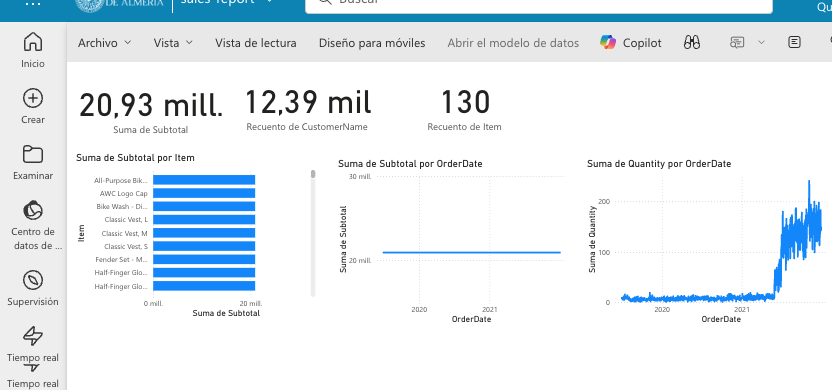 DE ALMERIA
sales-report
Buscar
Qu
Archivo
Vista
Vista de lectura
Diseño para móviles
Abrir el modelo de datos
Copilot
Inicio
Crear
Examinar
Centro de
datos de ...
Supervisión
Tiempo real
Tiempo real
20,93 mill.
Suma de Subtotal
12,39 mil
Recuento de CustomerName
130
Recuento de Item
Suma de Subtotal por Item
Item
All-Purpose Bik...
AWC Logo Cap
Bike Wash - Di...
Classic Vest, L
Classic Vest, M
Classic Vest, S
Fender Set - M...
Half-Finger Glo...
Half-Finger Glo...
0 mill.
20 mill.
Suma de Subtotal
Suma de Subtotal por OrderDate
Suma de Subtotal
30 mill.
20 mill.
2020
2021
OrderDate
Suma de Quantity por OrderDate
Suma de Quantity
200
100
0
2020
2021
OrderDate